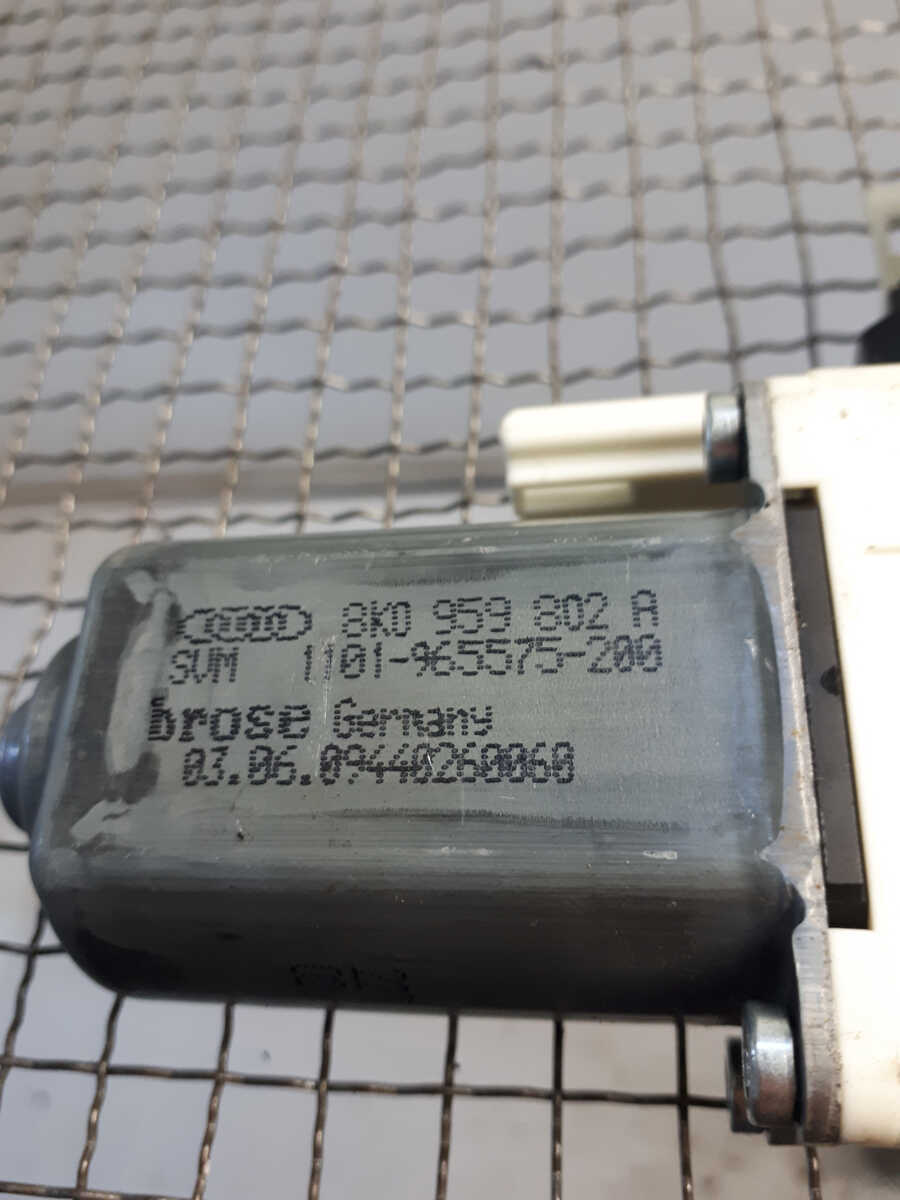 8K0 959 802 A
SVM 1101-965575-200
brose Germany
03.06.09440260060